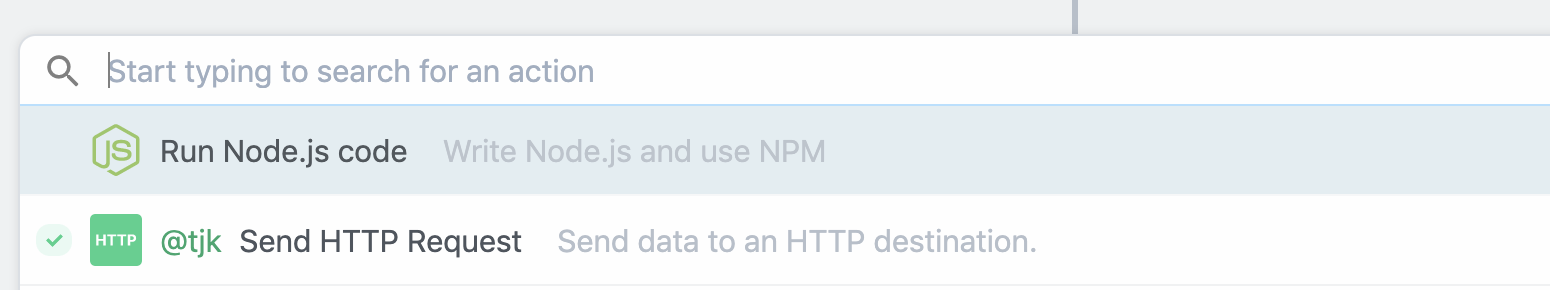 Start typing to search for an action
JS Run Node.js code Write Node.js and use NPM
HTTP @tjk Send HTTP Request Send data to an HTTP destination.